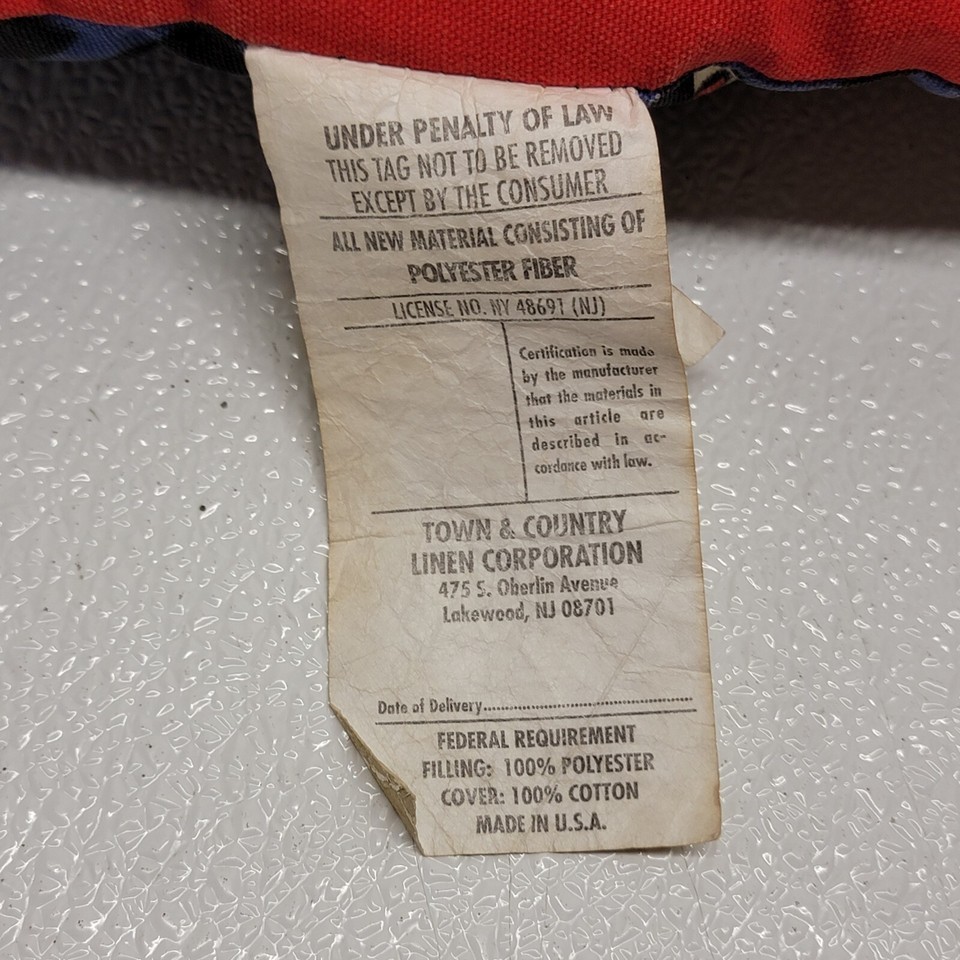 UNDER PENALTY OF LAW
THIS TAG NOT TO BE REMOVED
EXCEPT BY THE CONSUMER
ALL NEW MATERIAL CONSISTING OF
POLYESTER FIBER
LICENSE NO. NY 48691 (NJ)
Certification is made
by the manufacturer
that the materials in
this article are
described in ac-
cordance with law.
TOWN & COUNTRY
LINEN CORPORATION
475 S. Oberlin Avenue
Lakewood, NJ 08701
Date of Delivery...............................................
FEDERAL REQUIREMENT
FILLING: 100% POLYESTER
COVER: 100% COTTON
MADE IN U.S.A.